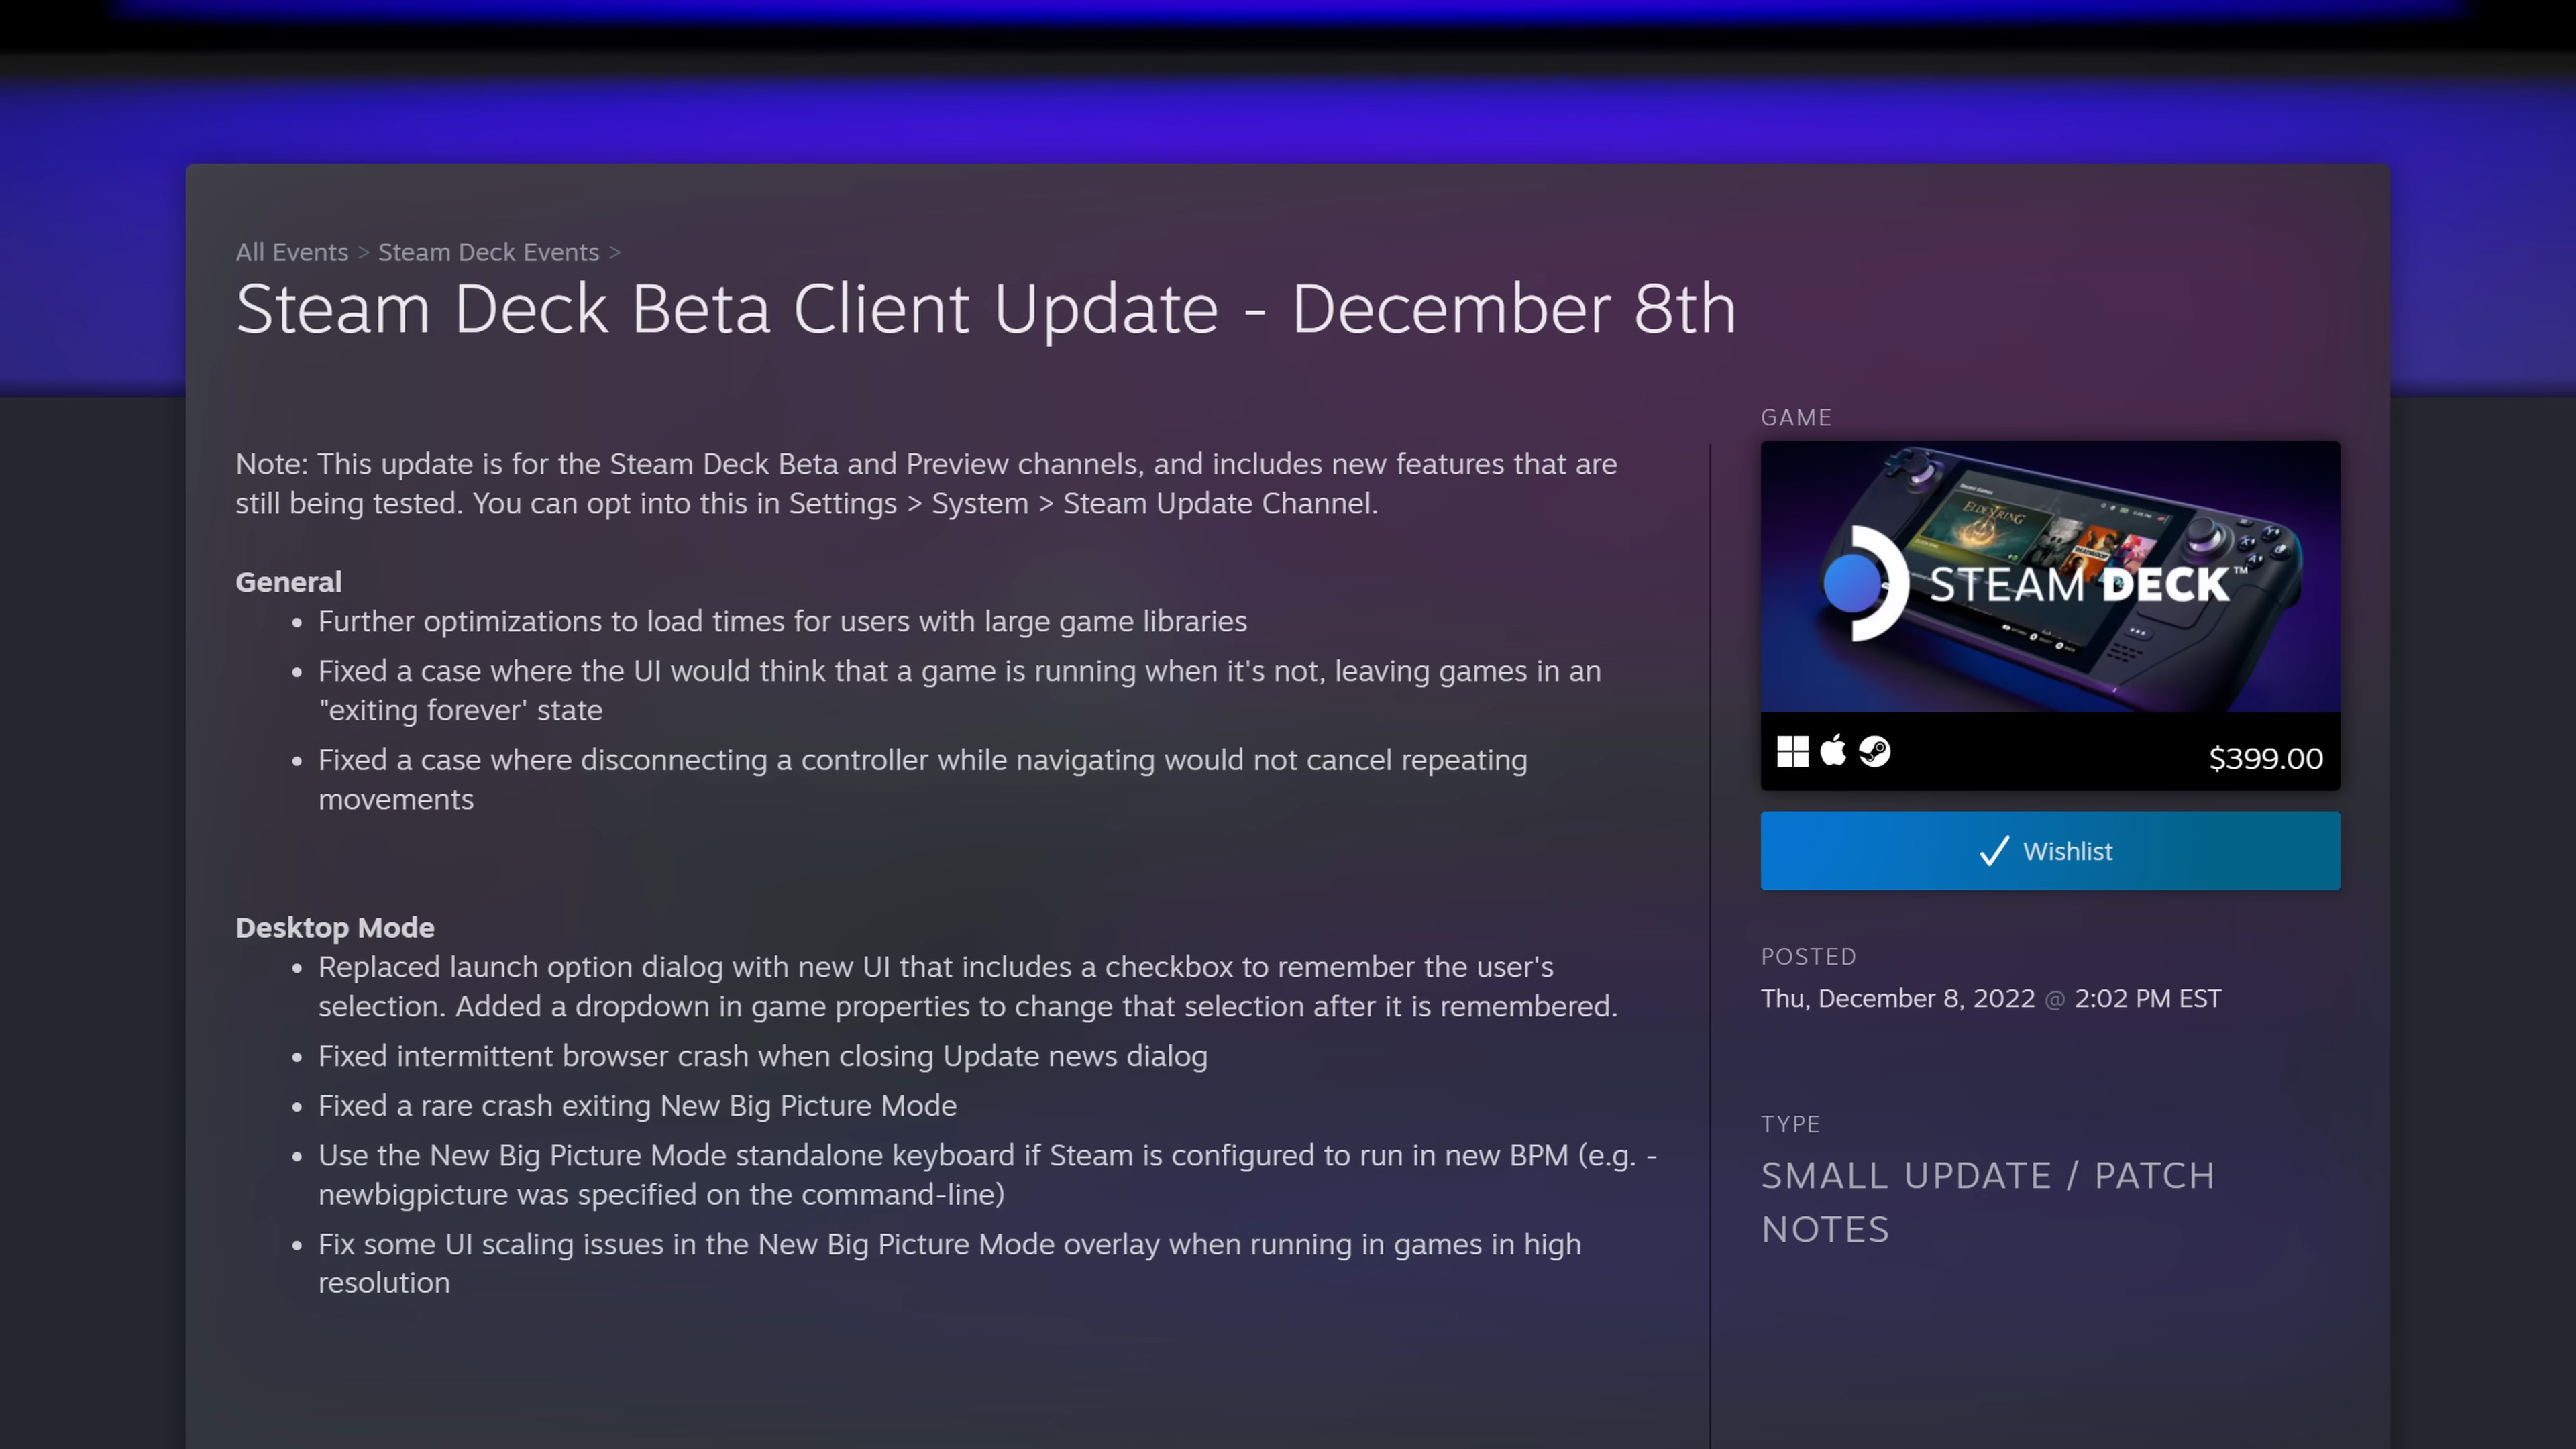 All Events > Steam Deck Events >
Steam Deck Beta Client Update - December 8th
Note: This update is for the Steam Deck Beta and Preview channels, and includes new features that are
still being tested. You can opt into this in Settings > System > Steam Update Channel.
General
• Further optimizations to load times for users with large game libraries
• Fixed a case where the UI would think that a game is running when it's not, leaving games in an
"exiting forever' state
• Fixed a case where disconnecting a controller while navigating would not cancel repeating
movements
Desktop Mode
• Replaced launch option dialog with new UI that includes a checkbox to remember the user's
selection. Added a dropdown in game properties to change that selection after it is remembered.
• Fixed intermittent browser crash when closing Update news dialog
• Fixed a rare crash exiting New Big Picture Mode
• Use the New Big Picture Mode standalone keyboard if Steam is configured to run in new BPM (e.g. -
newbigpicture was specified on the command-line)
• Fix some UI scaling issues in the New Big Picture Mode overlay when running in games in high
resolution
GAME
Recent Games
ELDEN RING
STEAM DECK™
$399.00
Wishlist
POSTED
Thu, December 8, 2022 @ 2:02 PM EST
TYPE
SMALL UPDATE / PATCH
NOTES